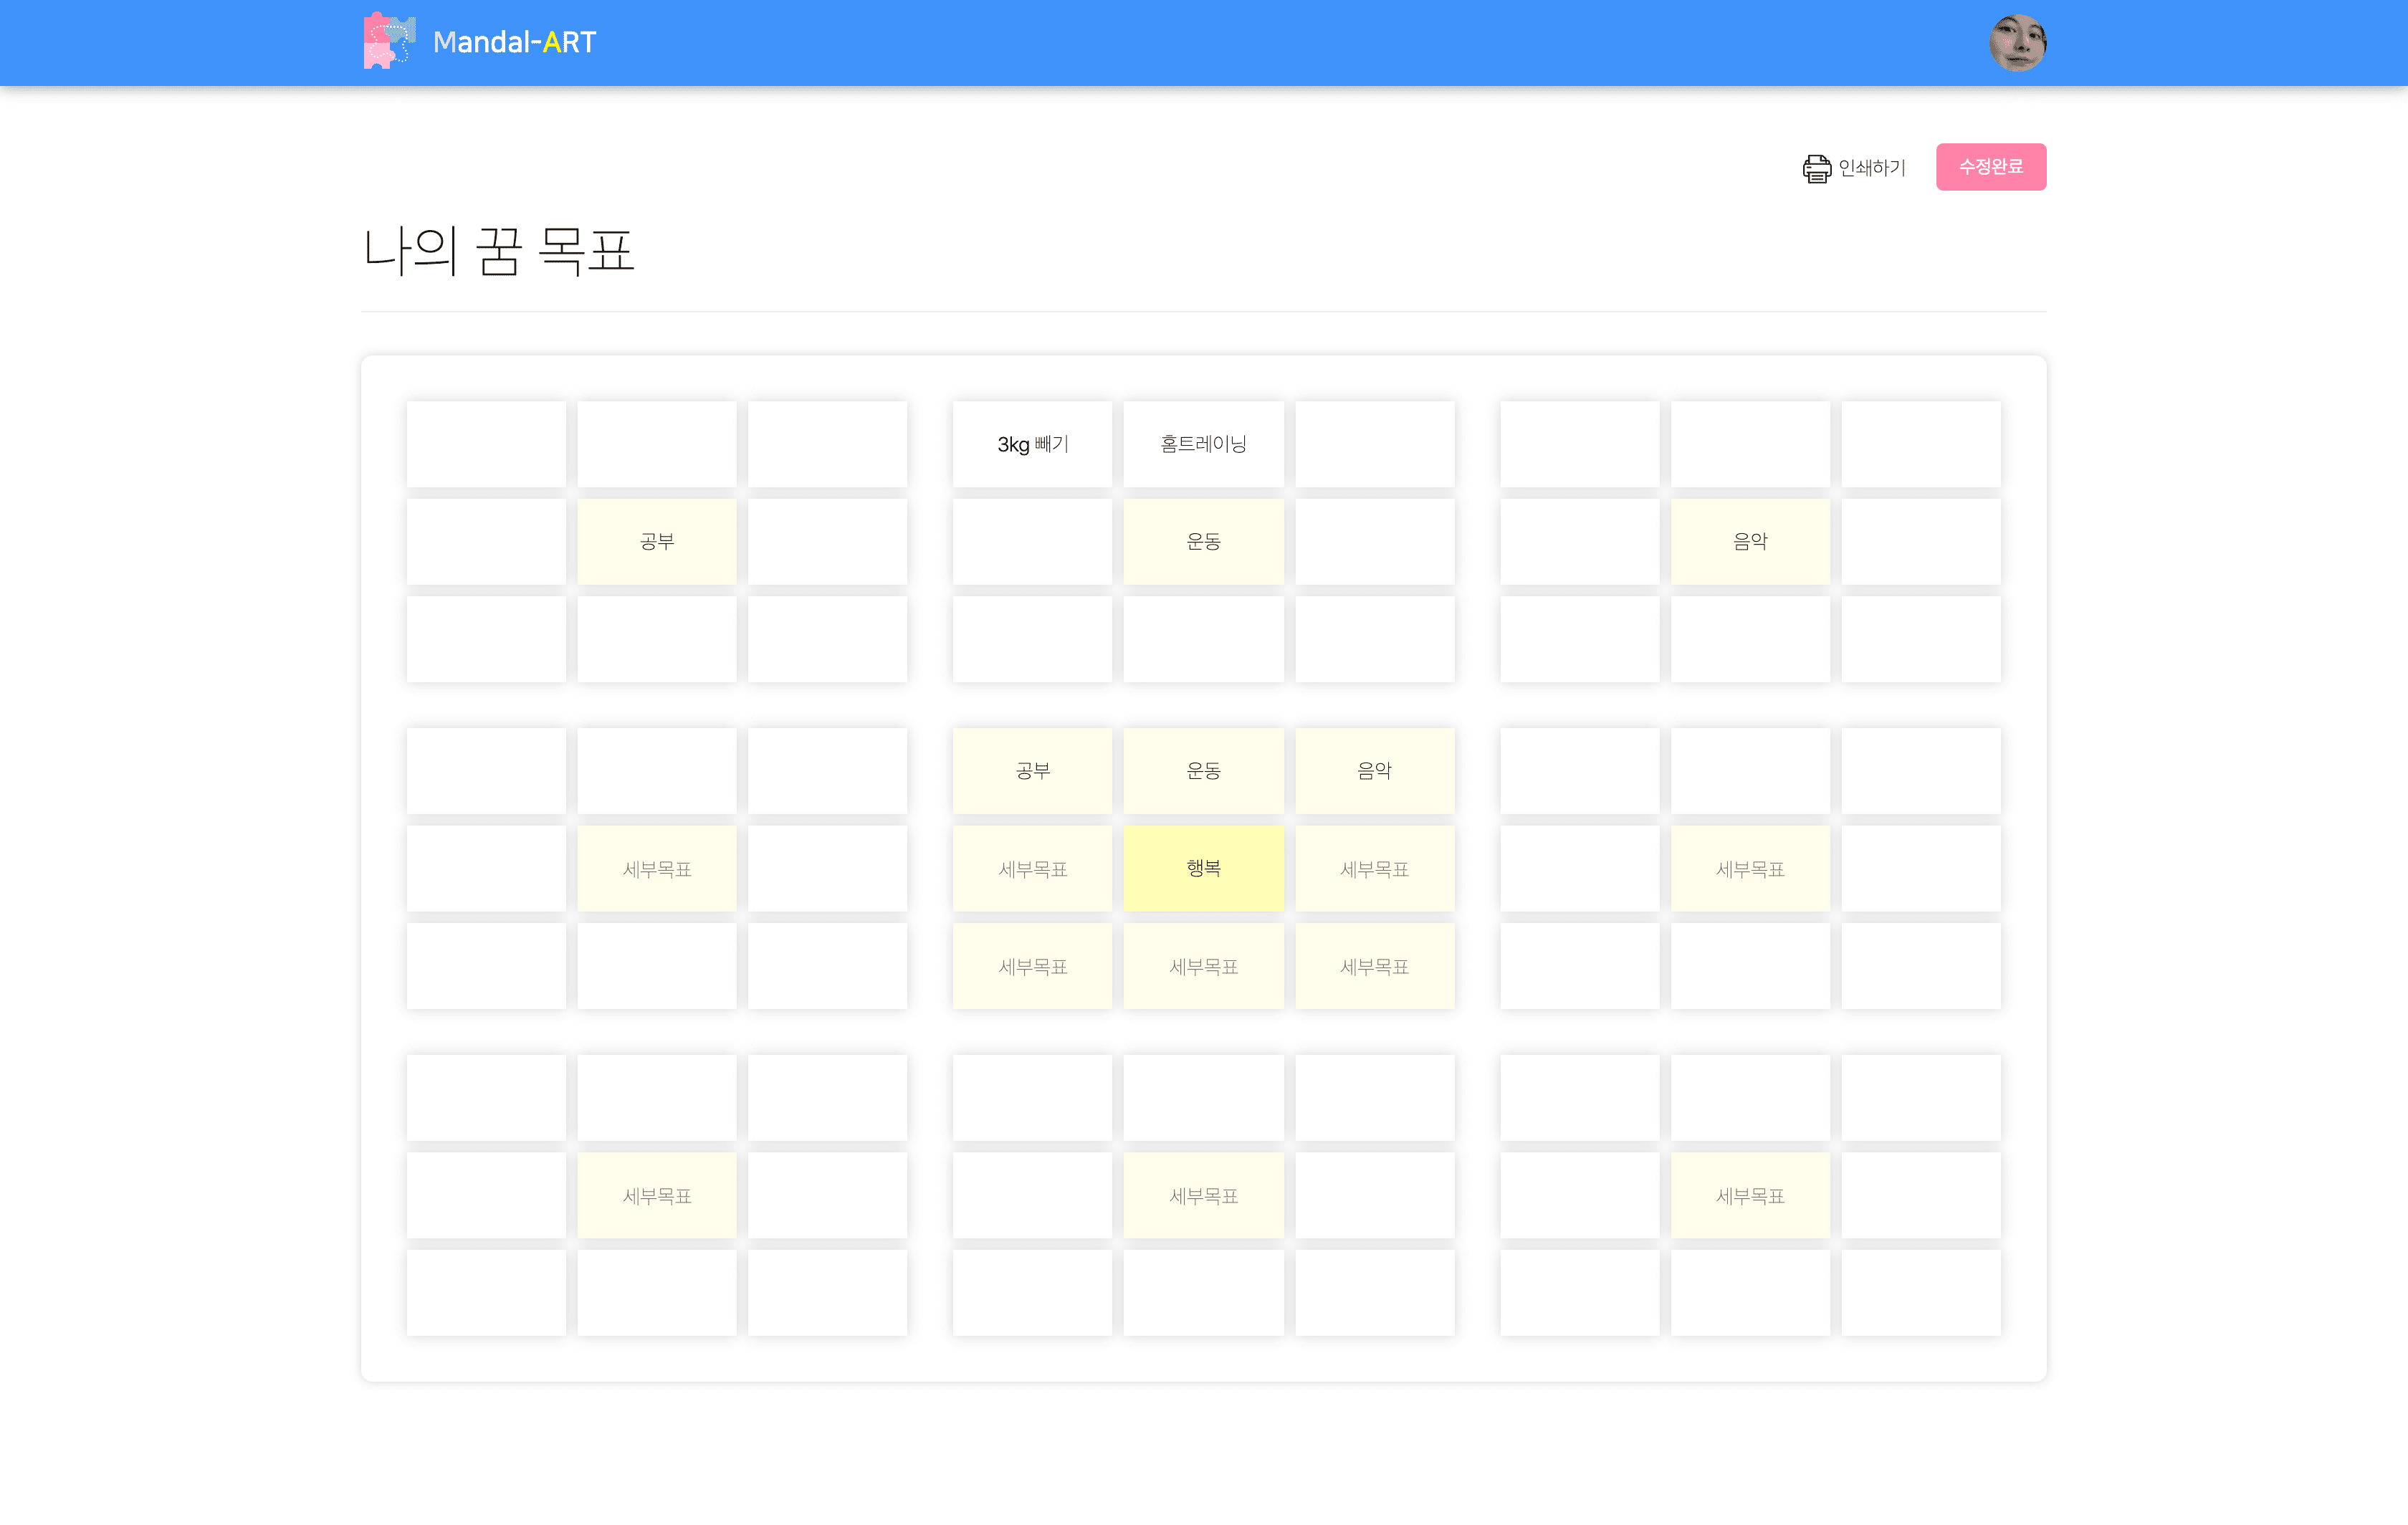 Mandal-ART
인쇄하기
수정완료
나의 꿈 목표
3kg 빼기
홈트레이닝
공부
운동
음악
공부
운동
음악
세부목표
세부목표
행복
세부목표
세부목표
세부목표
세부목표
세부목표
세부목표
세부목표
세부목표